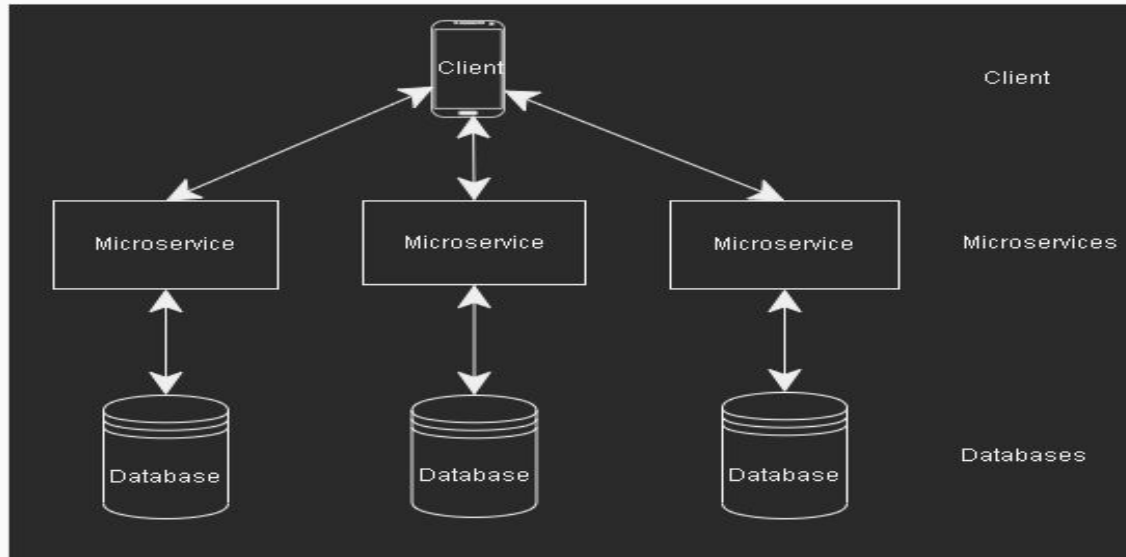 Client
Client
Microservice
Microservice
Microservice
Microservices
Database
Database
Database
Databases